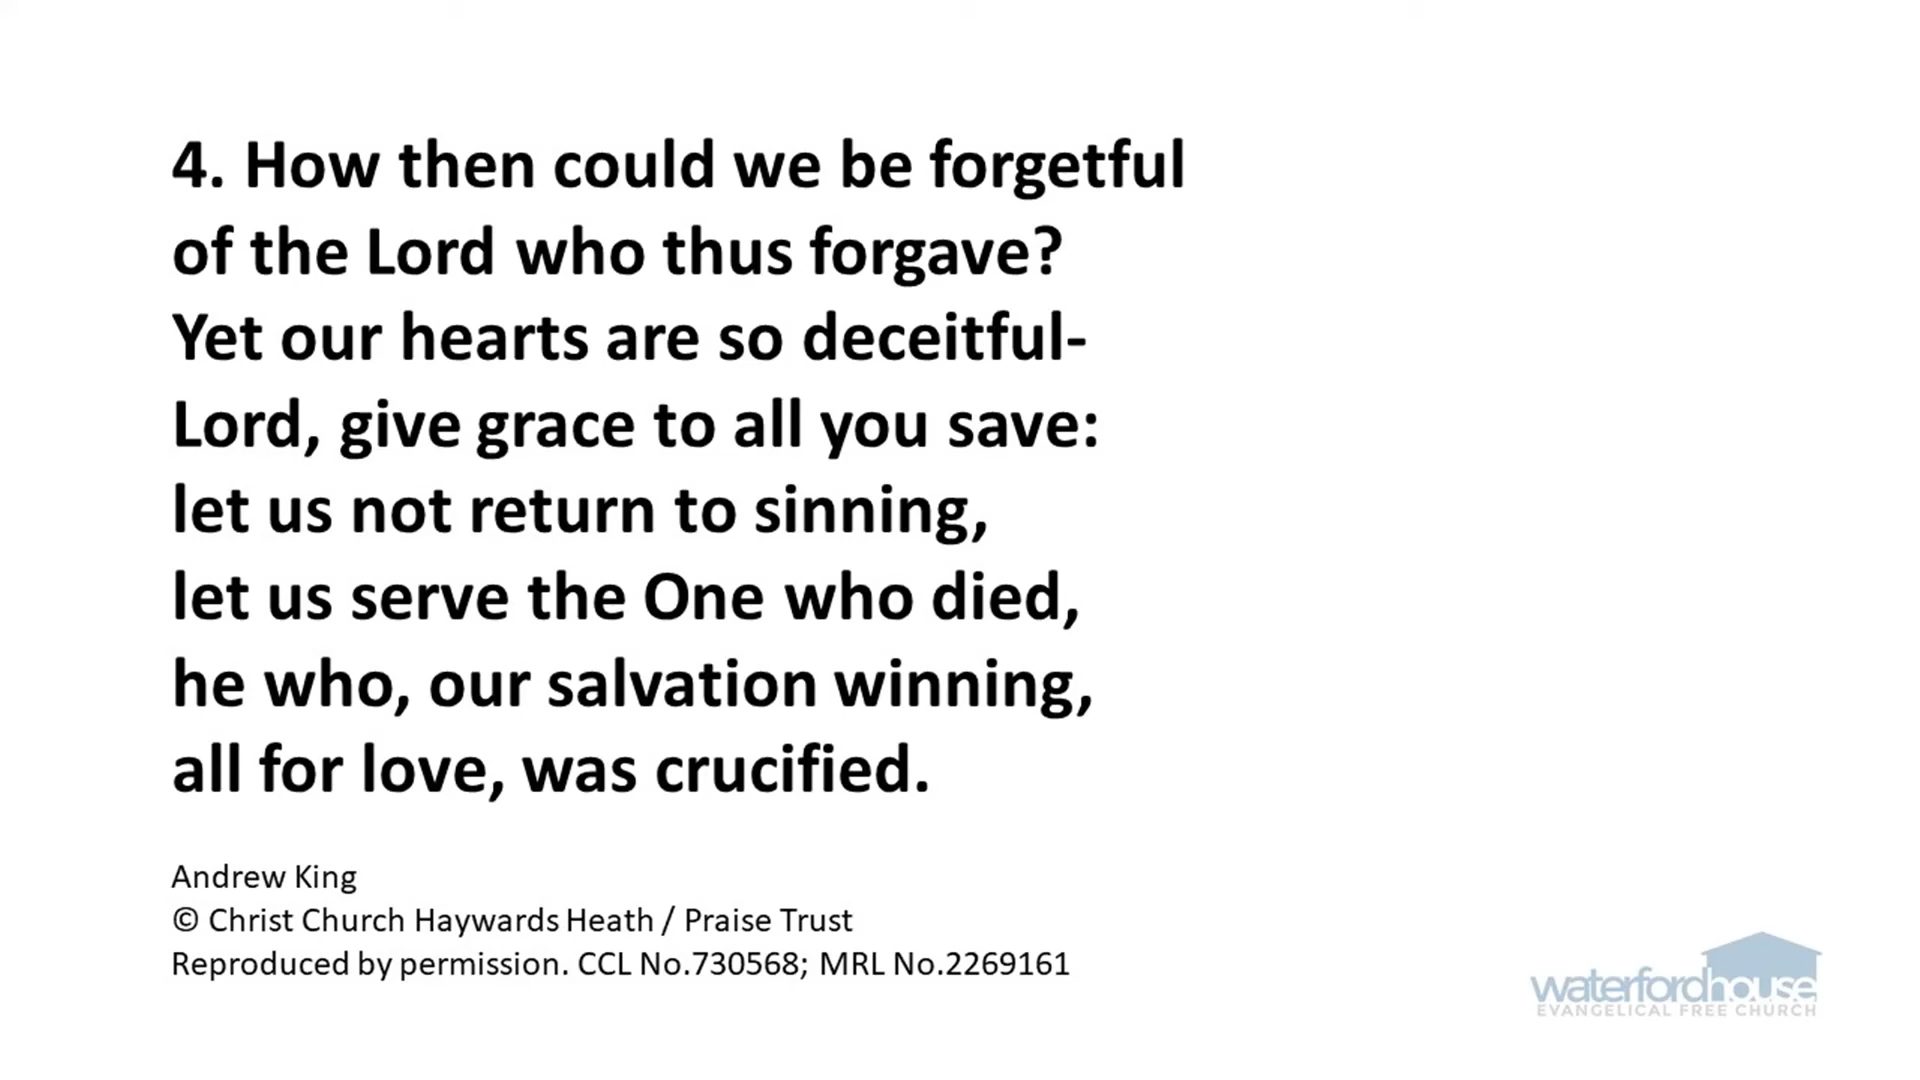 4. How then could we be forgetful
of the Lord who thus forgave?
Yet our hearts are so deceitful-
Lord, give grace to all you save:
let us not return to sinning,
let us serve the One who died,
he who, our salvation winning,
all for love, was crucified.
Andrew King
© Christ Church Haywards Heath / Praise Trust
Reproduced by permission. CCL No.730568; MRL No.2269161
waterfordhouse
EVANGELICAL FREE CHURCH